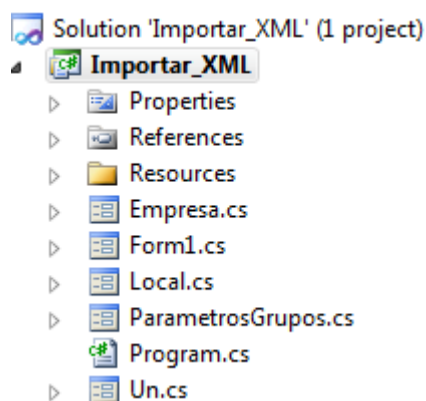 Solution 'Importar_XML' (1 project)
Importar_XML
Properties
References
Resources
Empresa.cs
Form1.cs
Local.cs
ParametrosGrupos.cs
Program.cs
Un.cs